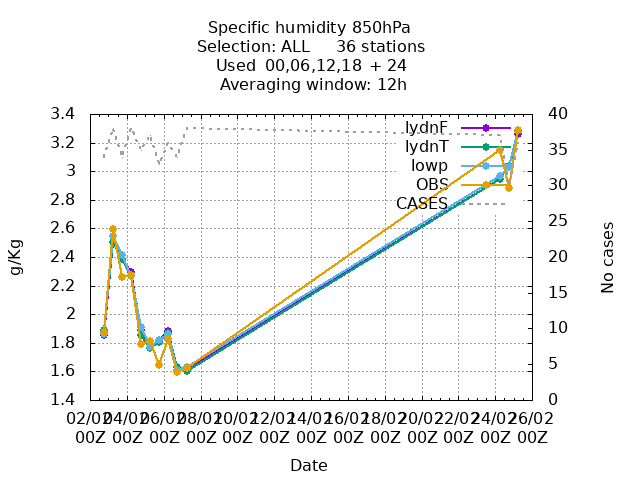 Specific humidity 850hPa
Selection: ALL 36 stations
Used 00,06,12,18 + 24
Averaging window: 12h
3.4
3.2
3
2.8
2.6
2.4
2.2
2
1.8
1.6
1.4
g/Kg
40
35
30
25
20
15
10
5
0
No cases
lydnF
lydnT
lowp
OBS
CASES
02/02 04/02 06/02 08/02 10/02 12/02 14/02 16/02 18/02 20/02 22/02 24/02 26/02
00Z 00Z 00Z 00Z 00Z 00Z 00Z 00Z 00Z 00Z 00Z 00Z 00Z
Date